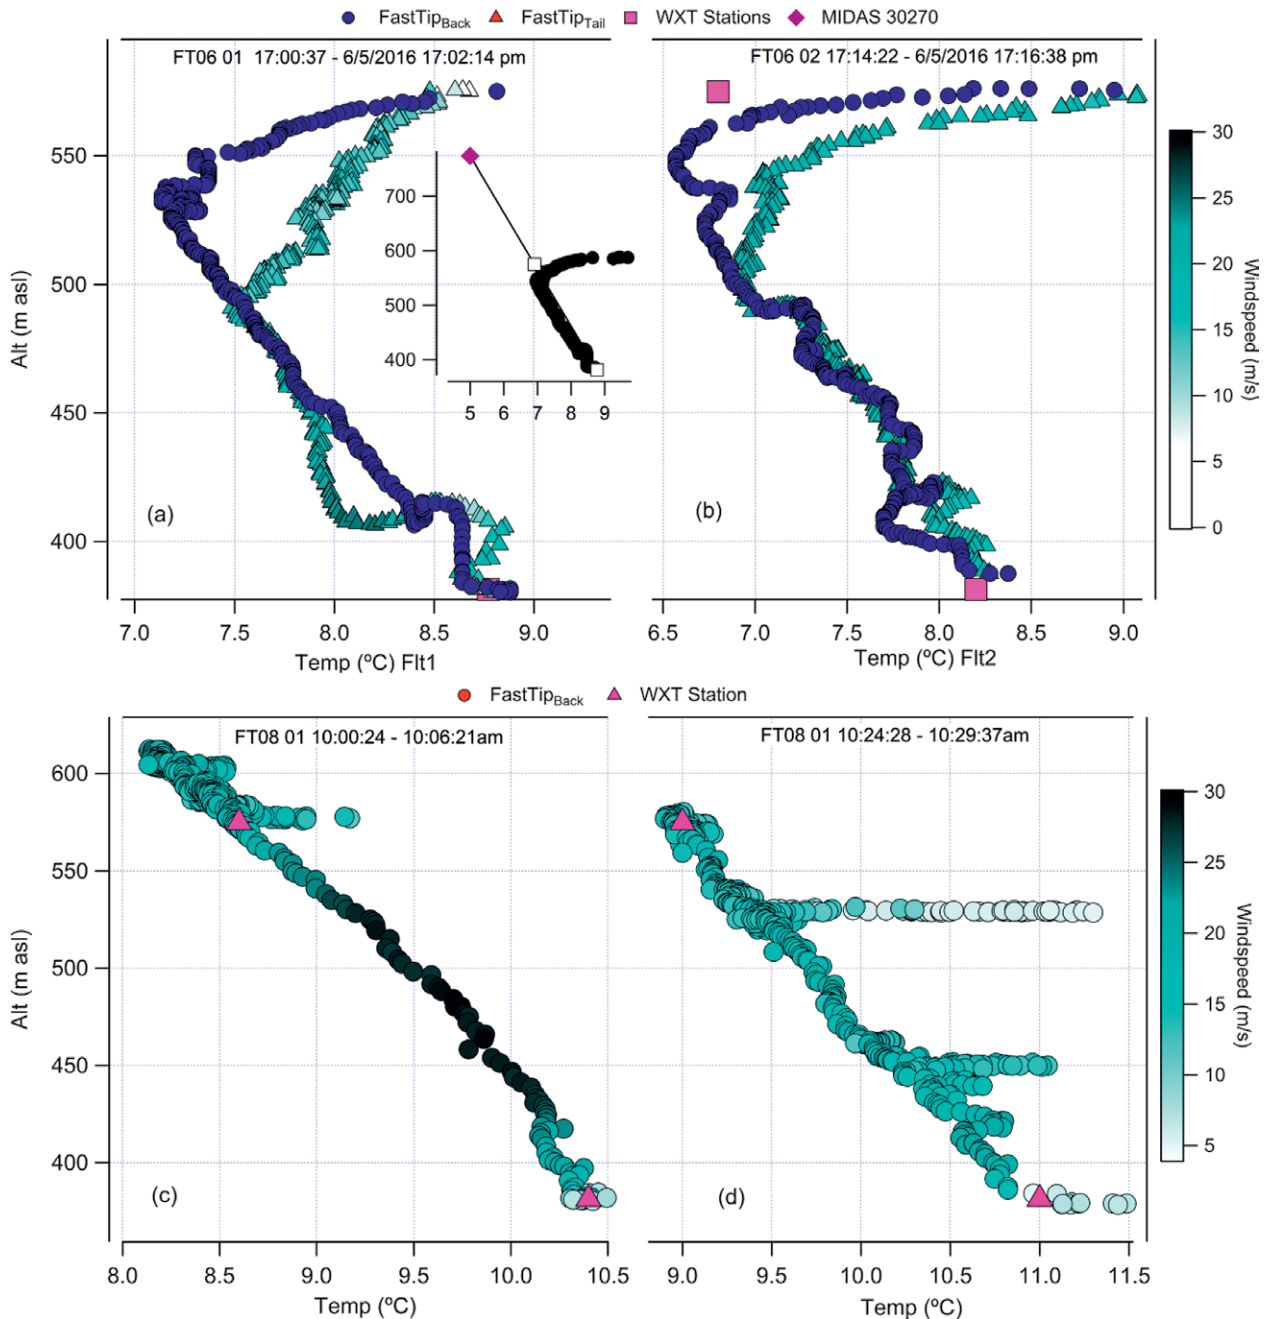 FastTipBack FastTipTail WXT Stations MIDAS 30270
FT06 01 17:00:37 - 6/5/2016 17:02:14 pm
FT06 02 17:14:22 - 6/5/2016 17:16:38 pm
550
500
450
400
Alt (m asl)
700
600
500
400
5 6 7 8 9
(a)
(b)
30
25
20
15
10
5
0
Windspeed (m/s)
7.0 7.5 8.0 8.5 9.0
6.5 7.0 7.5 8.0 8.5 9.0
Temp (ºC) Flt1
Temp (ºC) Flt2
FastTipBack WXT Station
FT08 01 10:00:24 - 10:06:21am
FT08 01 10:24:28 - 10:29:37am
600
550
500
450
400
Alt (m asl)
(c)
(d)
30
25
20
15
10
5
Windspeed (m/s)
8.0 8.5 9.0 9.5 10.0 10.5
9.0 9.5 10.0 10.5 11.0 11.5
Temp (ºC)
Temp (ºC)